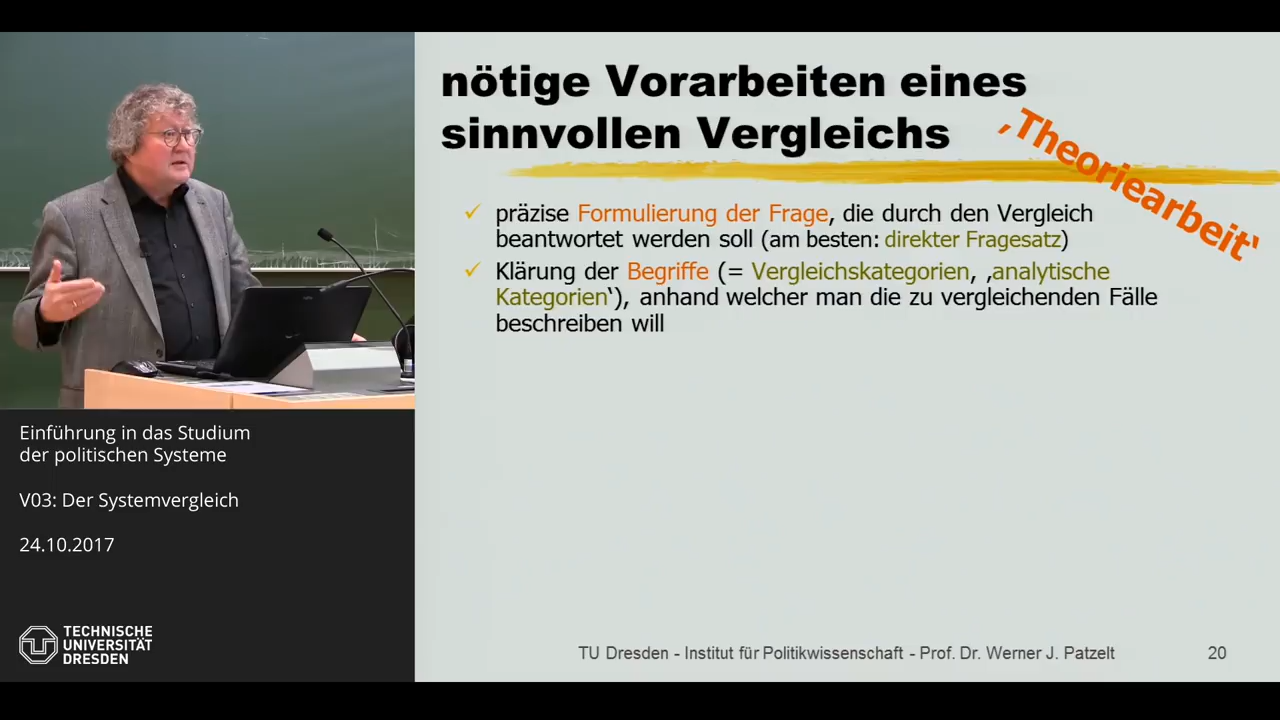 nötige Vorarbeiten eines
sinnvollen Vergleichs
‚Theoriearbeit‘
✓ präzise Formulierung der Frage, die durch den Vergleich
beantwortet werden soll (am besten: direkter Fragesatz)
✓ Klärung der Begriffe (= Vergleichskategorien, ‚analytische
Kategorien‘), anhand welcher man die zu vergleichenden Fälle
beschreiben will
Einführung in das Studium
der politischen Systeme
V03: Der Systemvergleich
24.10.2017
TECHNISCHE
UNIVERSITÄT
DRESDEN
TU Dresden - Institut für Politikwissenschaft - Prof. Dr. Werner J. Patzelt
20